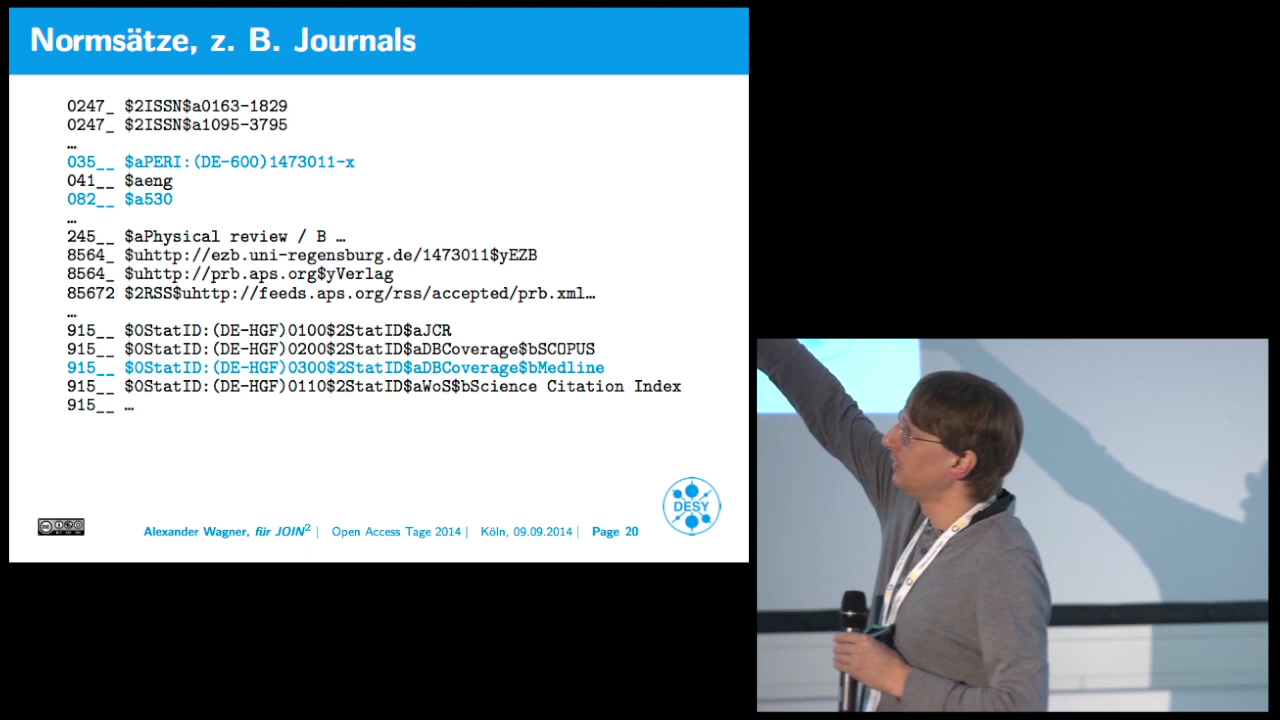 Normsätze, z. B. Journals
0247_ $2ISSN$a0163-1829
0247_ $2ISSN$a1095-3795
…
035__ $aPERI:(DE-600)1473011-x
041__ $aeng
082__ $a530
…
245__ $aPhysical review / B …
8564_ $uhttp://ezb.uni-regensburg.de/1473011$yEZB
8564_ $uhttp://prb.aps.org$yVerlag
85672 $2RSS$uhttp://feeds.aps.org/rss/accepted/prb.xml…
…
915__ $0StatID:(DE-HGF)0100$2StatID$aJCR
915__ $0StatID:(DE-HGF)0200$2StatID$aDBCoverage$bSCOPUS
915__ $0StatID:(DE-HGF)0300$2StatID$aDBCoverage$bMedline
915__ $0StatID:(DE-HGF)0110$2StatID$aWoS$bScience Citation Index
915__ …
DESY
Alexander Wagner, für JOIN2 | Open Access Tage 2014 | Köln, 09.09.2014 | Page 20